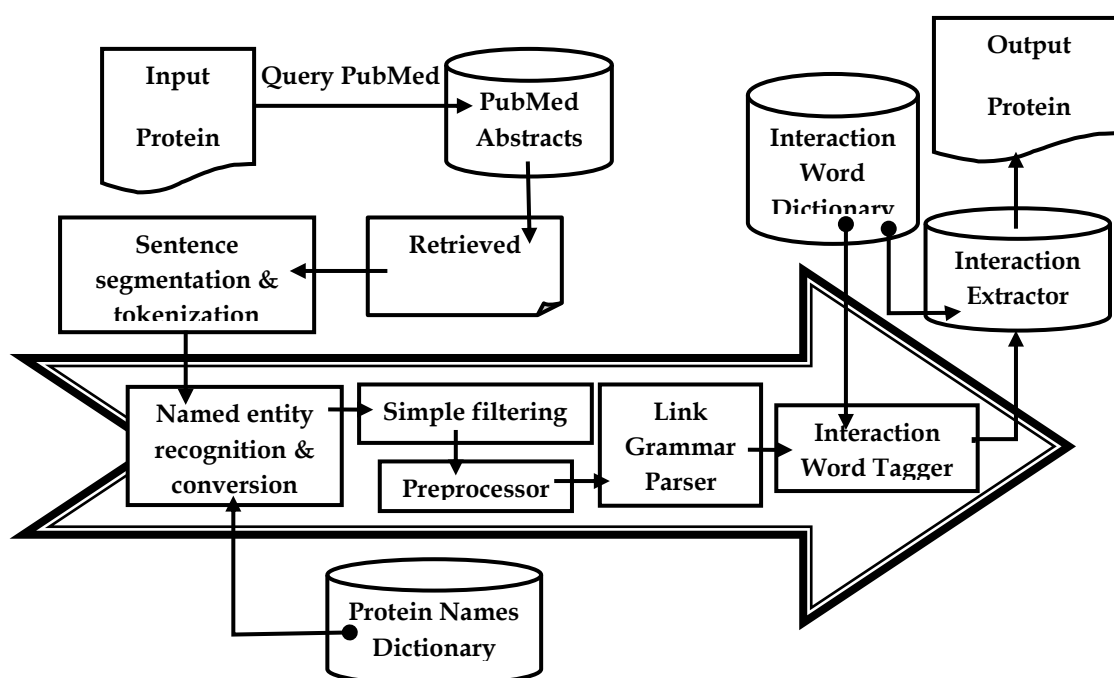 Input
Protein
Query PubMed
PubMed
Abstracts
Interaction
Word
Dictionary
Output
Protein
Sentence
segmentation &
tokenization
Retrieved
Interaction
Extractor
Named entity
recognition &
conversion
Simple filtering
Preprocessor
Link
Grammar
Parser
Interaction
Word Tagger
Protein Names
Dictionary